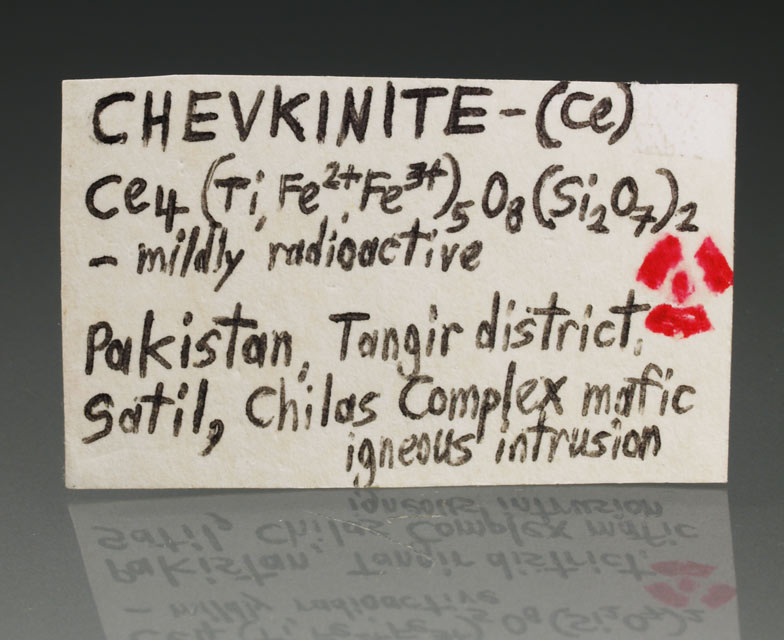 CHEVKINITE-(Ce)
Ce₄(Ti,Fe²⁺,Fe³⁺)₅O₈(Si₂O₇)₂
- mildly radioactive
Pakistan, Tangir district,
Satil, Chilas Complex mafic
igneous intrusion